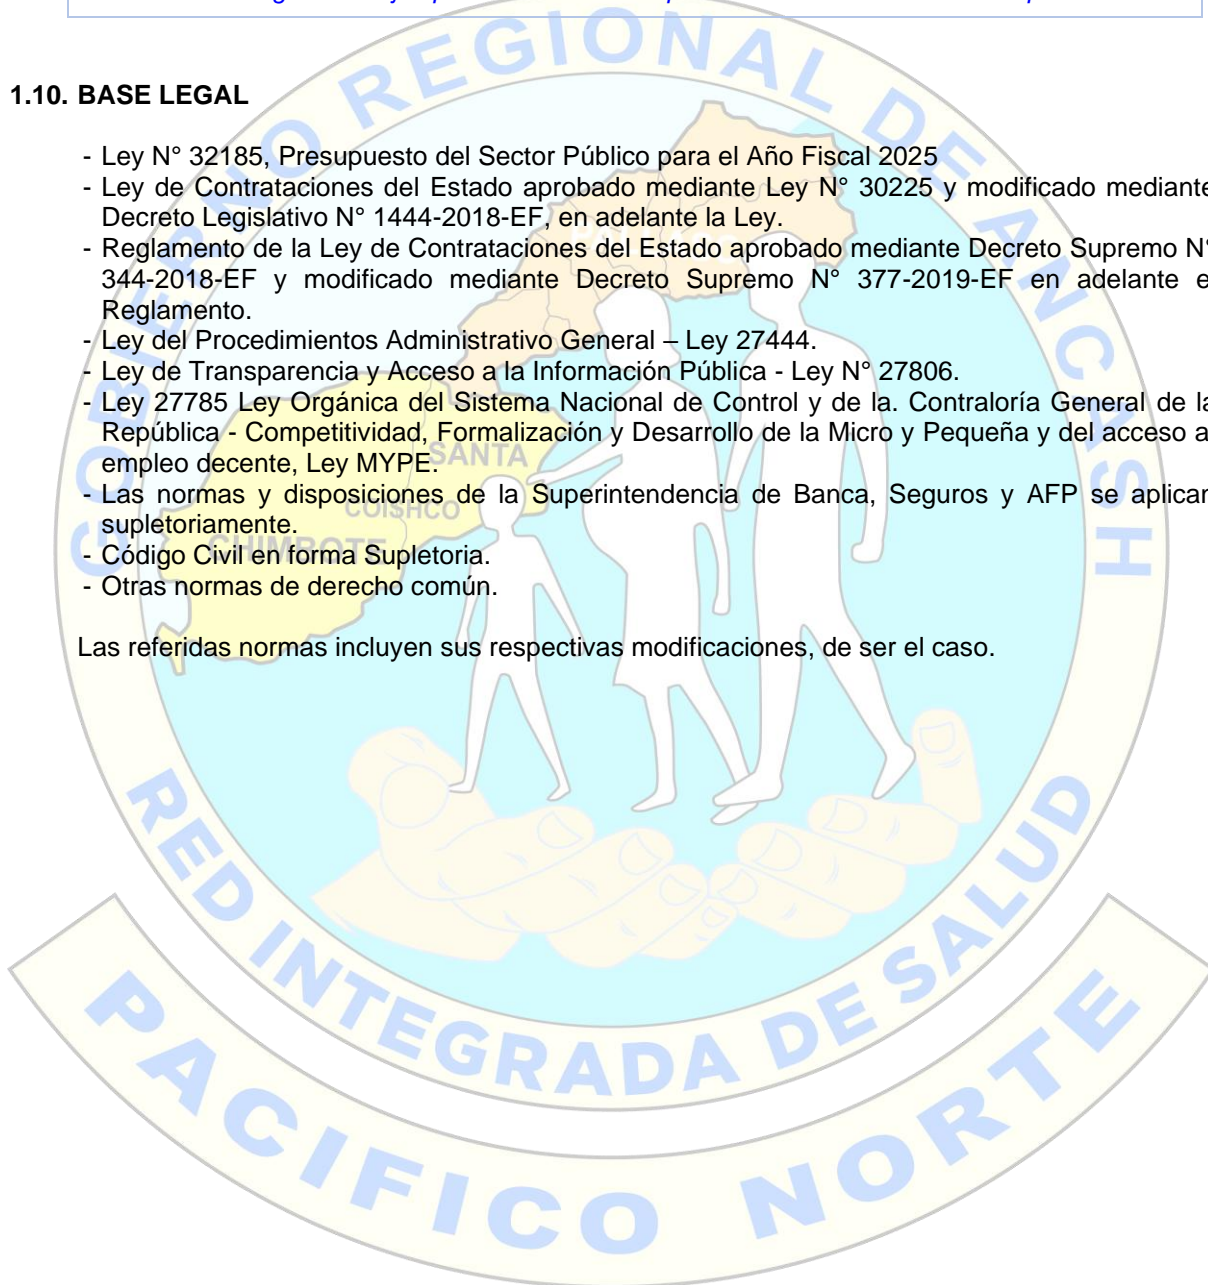 1.10. BASE LEGAL
- Ley N° 32185, Presupuesto del Sector Público para el Año Fiscal 2025
- Ley de Contrataciones del Estado aprobado mediante Ley N° 30225 y modificado mediante
Decreto Legislativo N° 1444-2018-EF, en adelante la Ley.
- Reglamento de la Ley de Contrataciones del Estado aprobado mediante Decreto Supremo N°
344-2018-EF y modificado mediante Decreto Supremo N° 377-2019-EF en adelante e
Reglamento.
- Ley del Procedimientos Administrativo General – Ley 27444.
- Ley de Transparencia y Acceso a la Información Pública - Ley N° 27806.
- Ley 27785 Ley Orgánica del Sistema Nacional de Control y de la. Contraloría General de la
República - Competitividad, Formalización y Desarrollo de la Micro y Pequeña y del acceso a
empleo decente, Ley MYPE.
- Las normas y disposiciones de la Superintendencia de Banca, Seguros y AFP se aplican
supletoriamente.
- Código Civil en forma Supletoria.
- Otras normas de derecho común.
Las referidas normas incluyen sus respectivas modificaciones, de ser el caso.
GOBIERNO REGIONAL DE ANCASH
SANTA
COISHCO
CHIMBOTE
RED INTEGRADA DE SALUD
PACIFICO NORTE